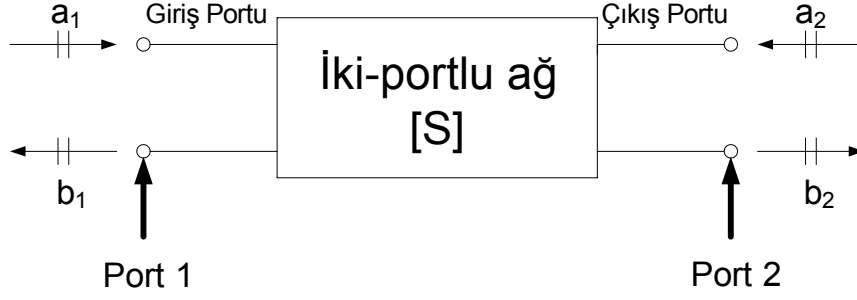 a₁
Giriş Portu
Çıkış Portu
a₂
İki-portlu ağ
[S]
b₁
b₂
Port 1
Port 2